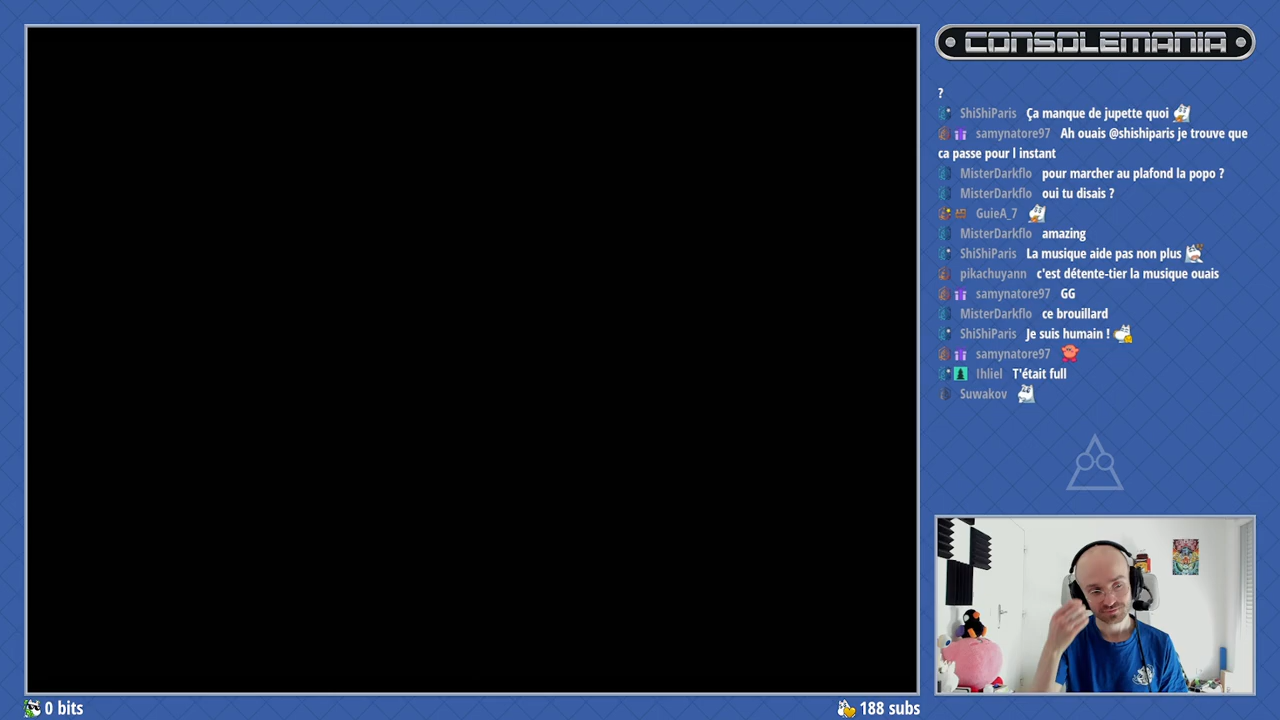 CONSOLEMANIA
?
ShiShiParis Ça manque de jupette quoi
samynatore97 Ah ouais @shishiparis je trouve que
ca passe pour l instant
MisterDarkflo pour marcher au plafond la popo ?
MisterDarkflo oui tu disais ?
GuieA_7
MisterDarkflo amazing
ShiShiParis La musique aide pas non plus
pikachuyann c'est détente-tier la musique ouais
samynatore97 GG
MisterDarkflo ce brouillard
ShiShiParis Je suis humain !
samynatore97
Ihliel T'était full
Suwakov
0 bits
188 subs